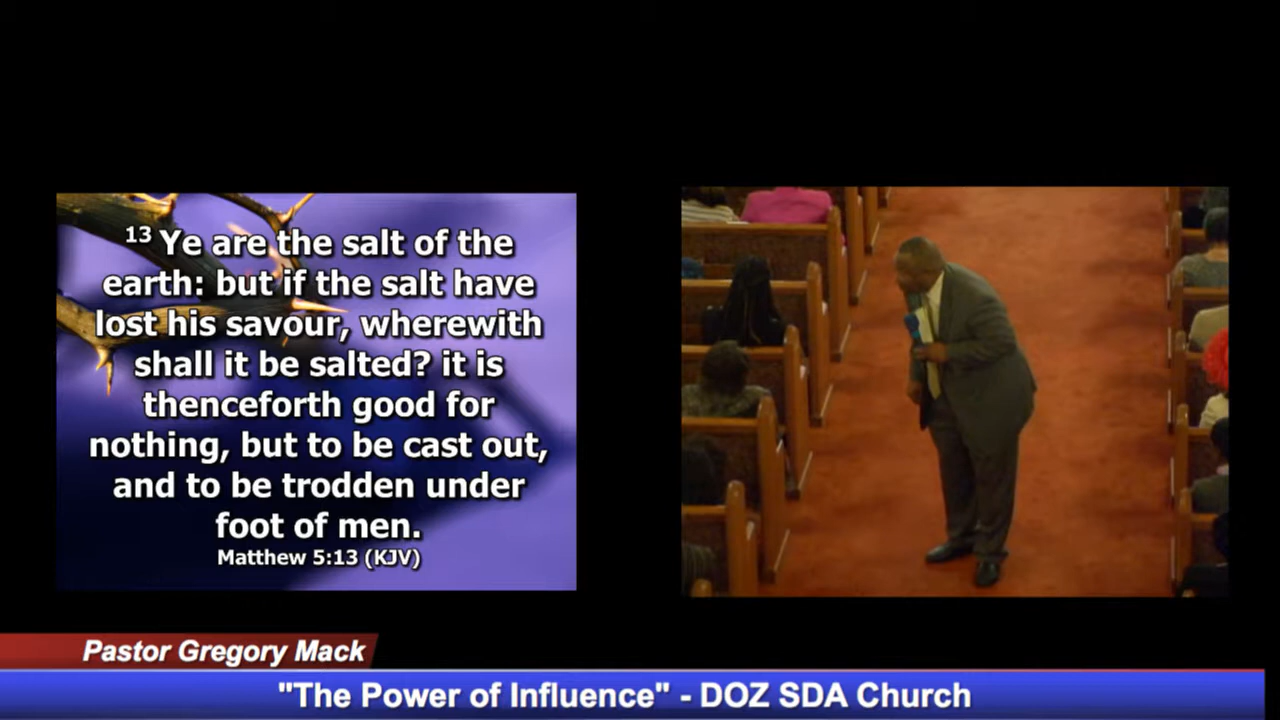 13 Ye are the salt of the
earth: but if the salt have
lost his savour, wherewith
shall it be salted? it is
thenceforth good for
nothing, but to be cast out,
and to be trodden under
foot of men.
Matthew 5:13 (KJV)
Pastor Gregory Mack
"The Power of Influence" - DOZ SDA Church